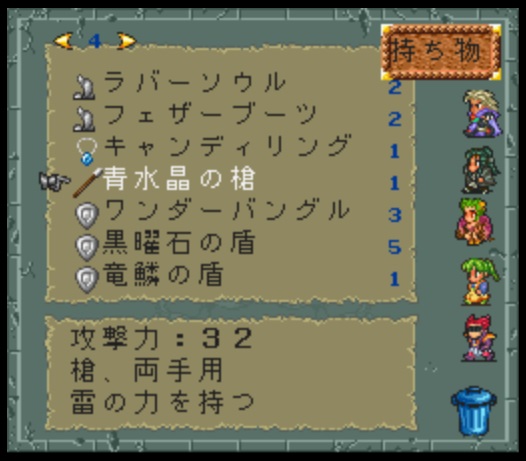 4
持ち物
ラバーソウル 2
フェザーブーツ 2
キャンディリング 1
青水晶の槍 1
ワンダーバングル 3
黒曜石の盾 5
竜鱗の盾 1
攻撃力:32
槍、両手用
雷の力を持つ